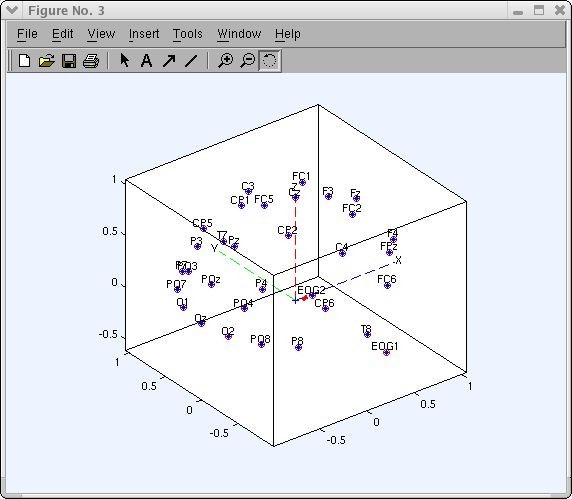 Figure No. 3
File Edit View Insert Tools Window Help
A
FC1
C3
Z
Cz
F3
Fz
CP1
FC5
FC2
1
CP5
T7
Pz
CP2
F4
P3
Y
C4
FPz
0.5
X
PO3
POz
P4
FC6
0
PO7
EOG2
O1
PO4
CP6
Oz
O2
PO8
P8
T8
-0.5
EOG1
1
0.5
0
-0.5
-0.5
0
0.5
1